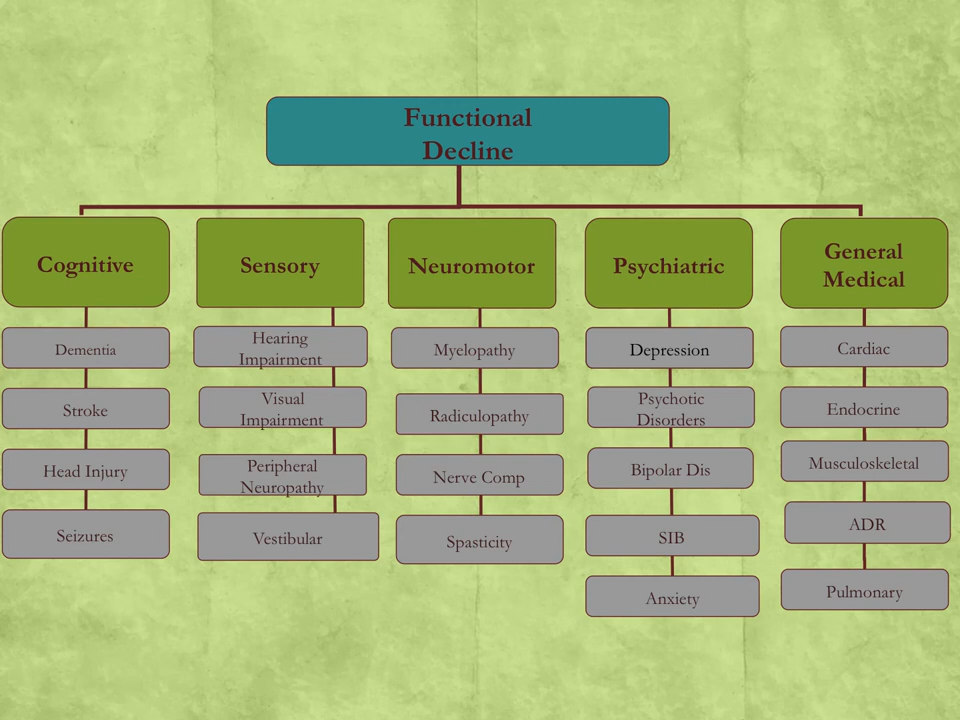 Functional
Decline
Cognitive
Sensory
Neuromotor
Psychiatric
General
Medical
Dementia
Stroke
Head Injury
Seizures
Hearing
Impairment
Visual
Impairment
Peripheral
Neuropathy
Vestibular
Myelopathy
Radiculopathy
Nerve Comp
Spasticity
Depression
Psychotic
Disorders
Bipolar Dis
SIB
Anxiety
Cardiac
Endocrine
Musculoskeletal
ADR
Pulmonary